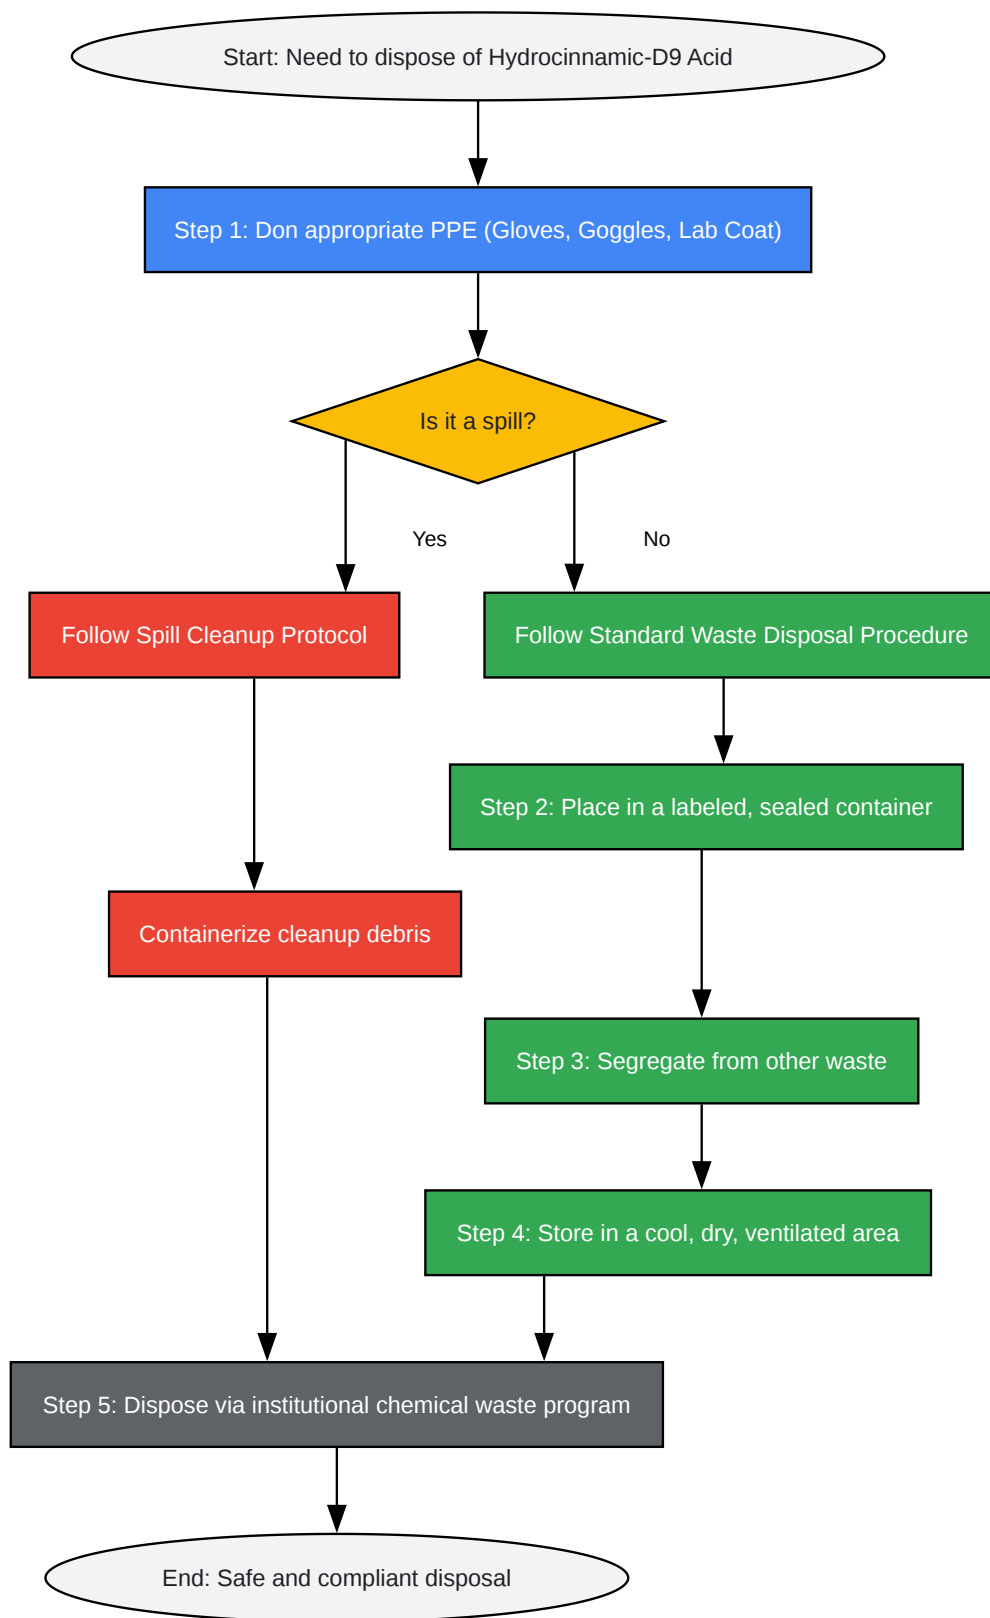 Start: Need to dispose of Hydrocinnamic-D9 Acid
Step 1: Don appropriate PPE (Gloves, Goggles, Lab Coat)
Is it a spill?
Yes
No
Follow Spill Cleanup Protocol
Follow Standard Waste Disposal Procedure
Step 2: Place in a labeled, sealed container
Containerize cleanup debris
Step 3: Segregate from other waste
Step 4: Store in a cool, dry, ventilated area
Step 5: Dispose via institutional chemical waste program
End: Safe and compliant disposal